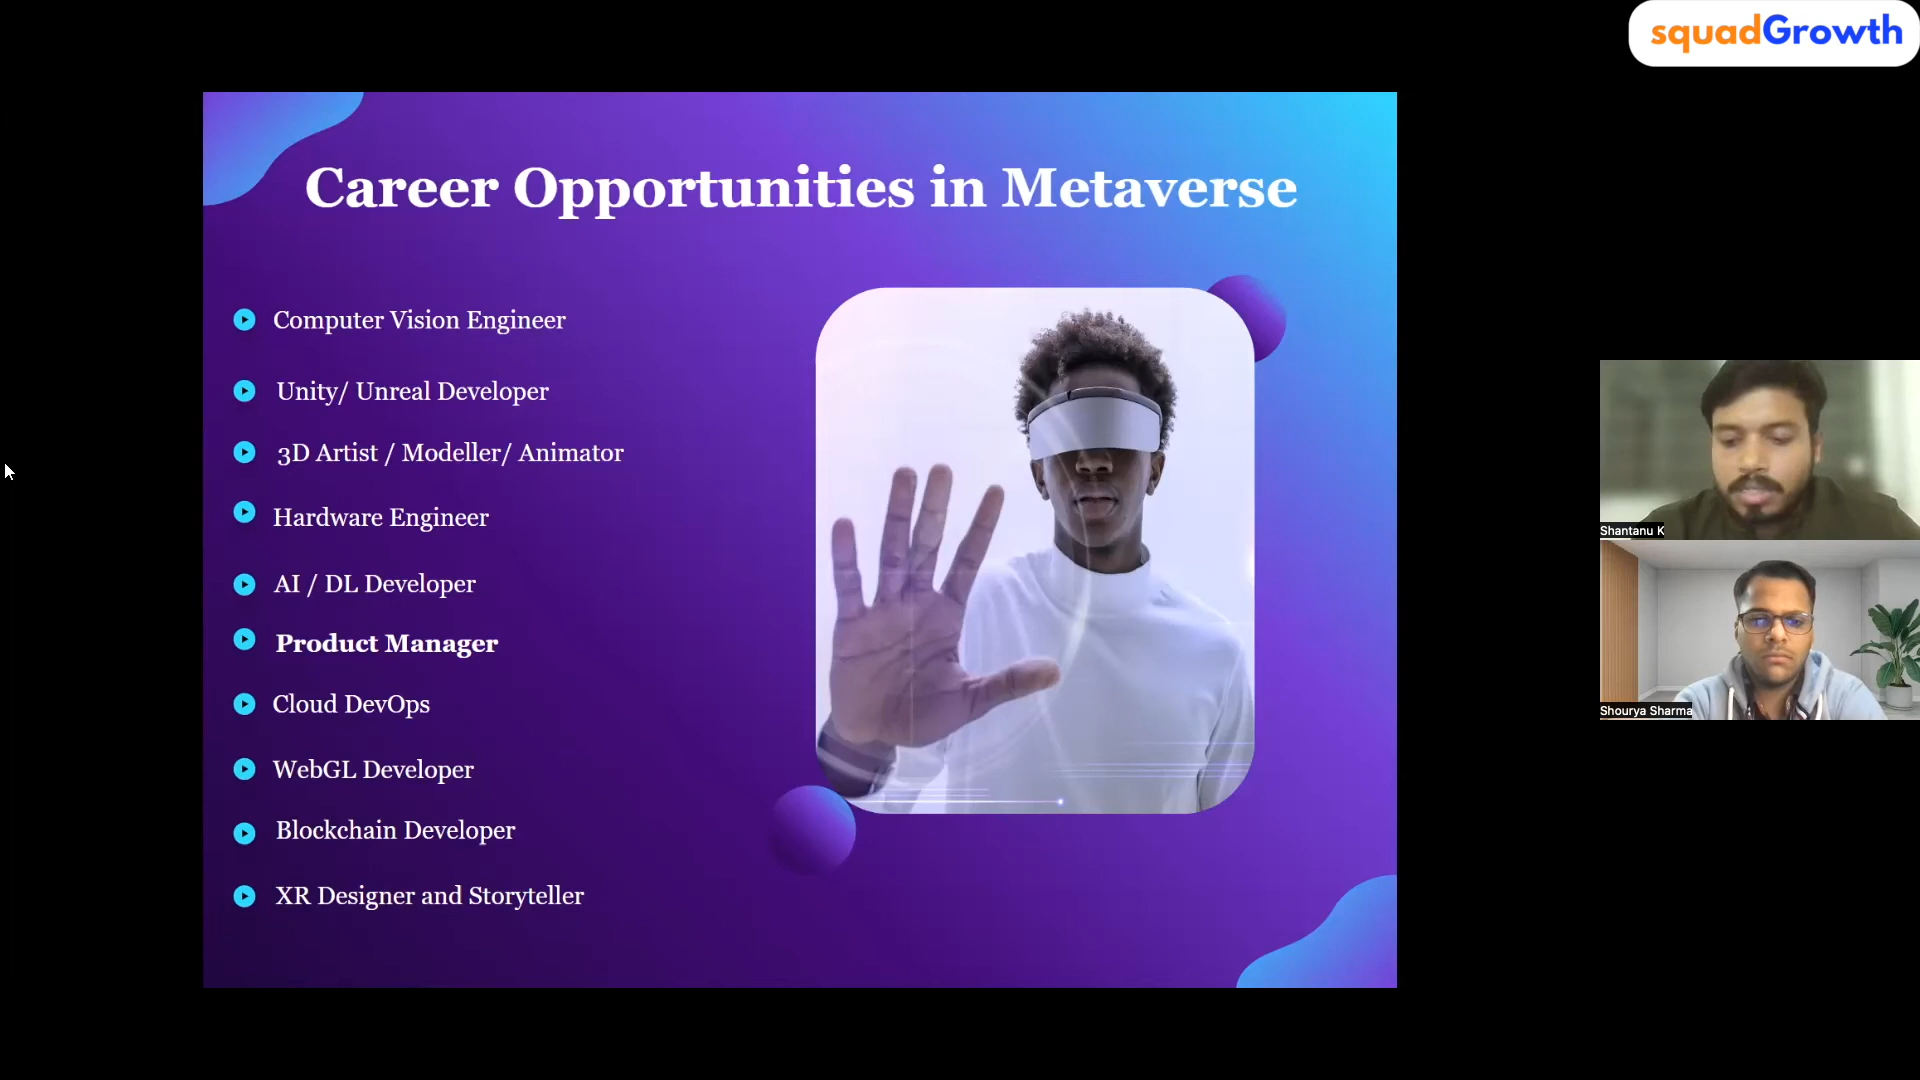 squadGrowth
Career Opportunities in Metaverse
Computer Vision Engineer
Unity/ Unreal Developer
3D Artist / Modeller/ Animator
Hardware Engineer
AI / DL Developer
Product Manager
Cloud DevOps
WebGL Developer
Blockchain Developer
XR Designer and Storyteller
Shantanu K
Shourya Sharma